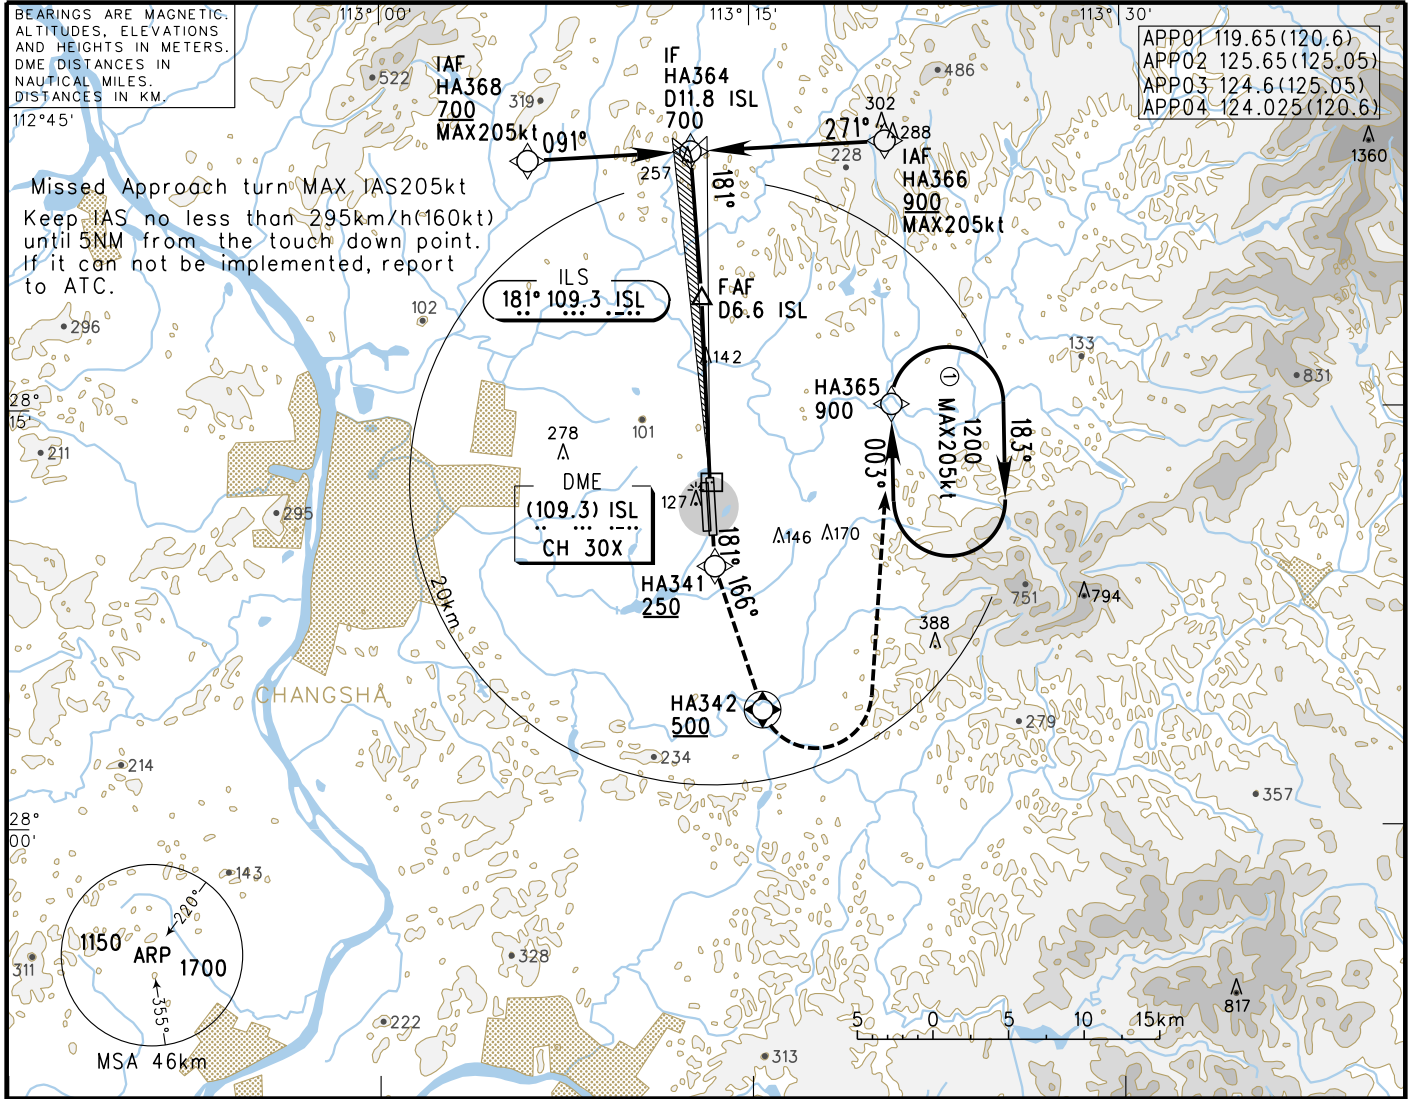 BEARINGS ARE MAGNETIC.
ALTITUDES, ELEVATIONS
AND HEIGHTS IN METERS.
DME DISTANCES IN
NAUTICAL MILES.
DISTANCES IN KM.
112°45'
113° 00'
113° 15'
113° 30'
APP01 119.65(120.6)
APP02 125.65(125.05)
APP03 124.6(125.05)
APP04 124.025(120.6)
1360
522
IAF
HA368
700
MAX205kt
319
091°
IF
HA364
D11.8 ISL
700
257
181°
271°
486
302
288
228
IAF
HA366
900
MAX205kt
Missed Approach turn MAX IAS205kt
Keep IAS no less than 295km/h(160kt)
until 5NM from the touch down point.
If it can not be implemented, report
to ATC.
ILS
181° 109.3 ISL
FAF
D6.6 ISL
142
102
296
800
500
300
133
831
28°
15'
HA365
900
1
1200
MAX205kt
183°
003°
211
278
101
295
DME
(109.3) ISL
CH 30X
127
146
170
181°
166°
HA341
250
751
794
388
20km
CHANGSHA
HA342
500
279
214
234
357
28°
00'
143
220°
1150
ARP
1700
355°
MSA 46km
311
328
222
313
817
5 0 5 10 15km